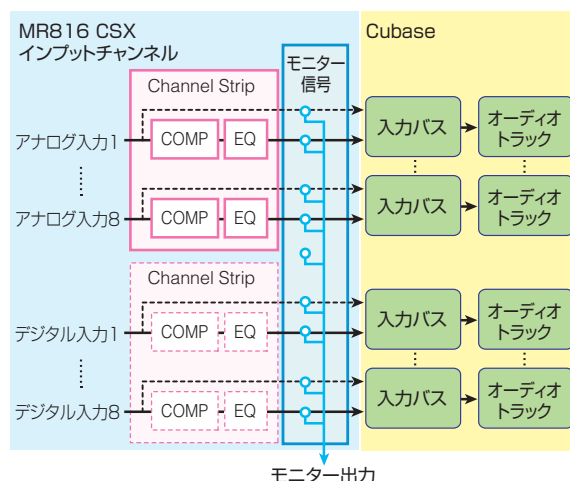 MR816 CSX
インプットチャンネル
Cubase
モニター
信号
Channel Strip
アナログ入力1
COMP
EQ
入力バス
オーディオ
トラック
アナログ入力8
COMP
EQ
入力バス
オーディオ
トラック
Channel Strip
デジタル入力1
COMP
EQ
入力バス
オーディオ
トラック
デジタル入力8
COMP
EQ
入力バス
オーディオ
トラック
モニター出力